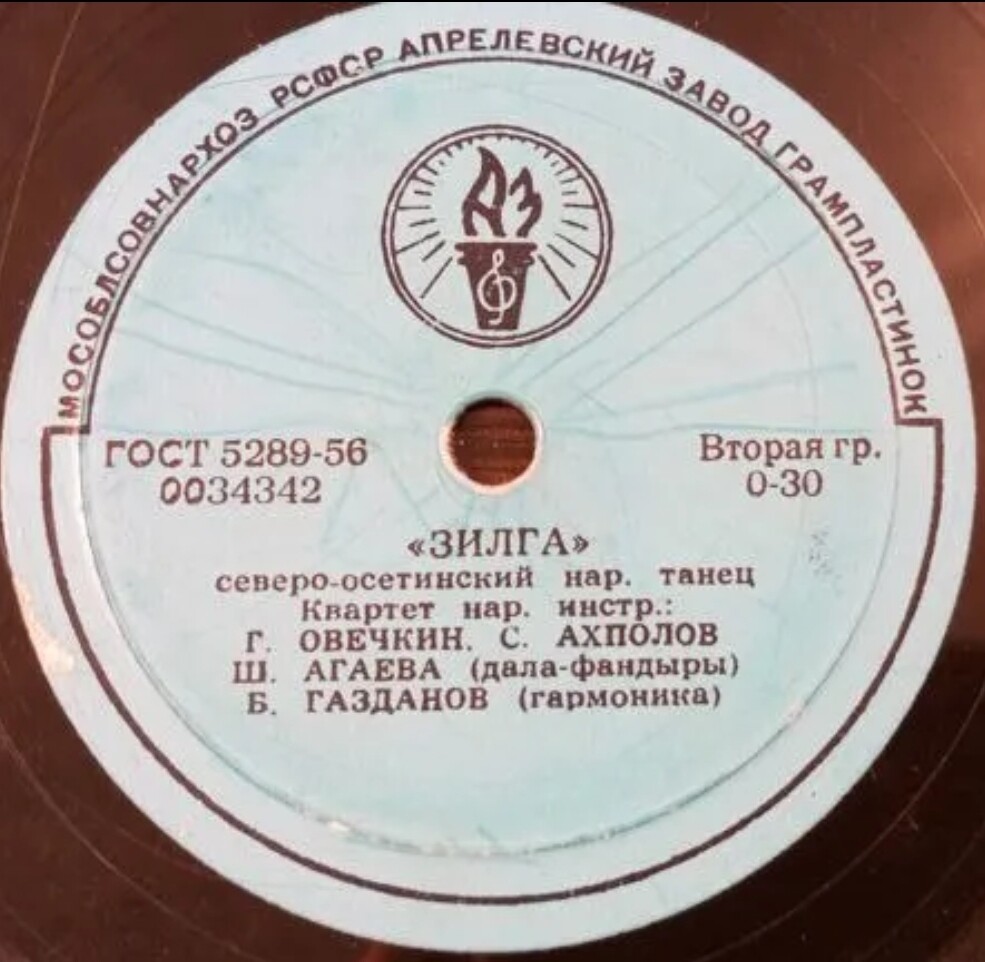 МОСОБЛСОВНАРХОЗ РСФСР АПРЕЛЕВСКИЙ ЗАВОД ГРАМПЛАСТИНОК
АЗ
ГОСТ 5289-56
0034342
Вторая гр.
0-30
«ЗИЛГА»
северо-осетинский нар. танец
Квартет нар. инстр.:
Г. ОВЕЧКИН, С. АХПОЛОВ
Ш. АГАЕВА (дала-фандыры)
Б. ГАЗДАНОВ (гармоника)